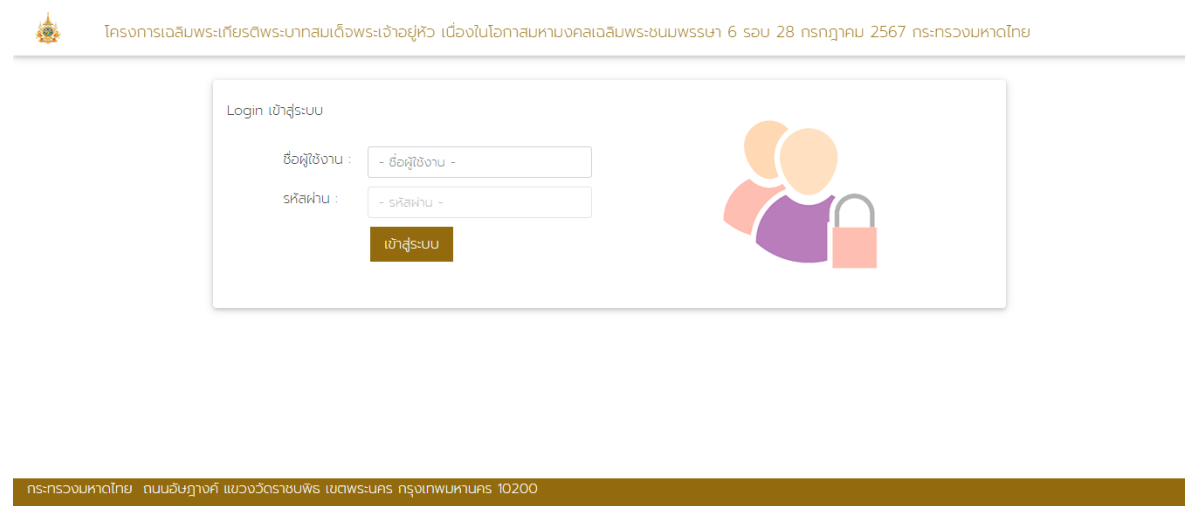 โครงการเฉลิมพระเกียรติพระบาทสมเด็จพระเจ้าอยู่หัว เนื่องในโอกาสมหามงคลเฉลิมพระชนมพรรษา 6 รอบ 28 กรกฎาคม 2567 กระทรวงมหาดไทย
Login เข้าสู่ระบบ
ชื่อผู้ใช้งาน : - ชื่อผู้ใช้งาน -
รหัสผ่าน : - รหัสผ่าน -
เข้าสู่ระบบ
กระทรวงมหาดไทย ถนนอัษฎางค์ แขวงวัดราชบพิธ เขตพระนคร กรุงเทพมหานคร 10200